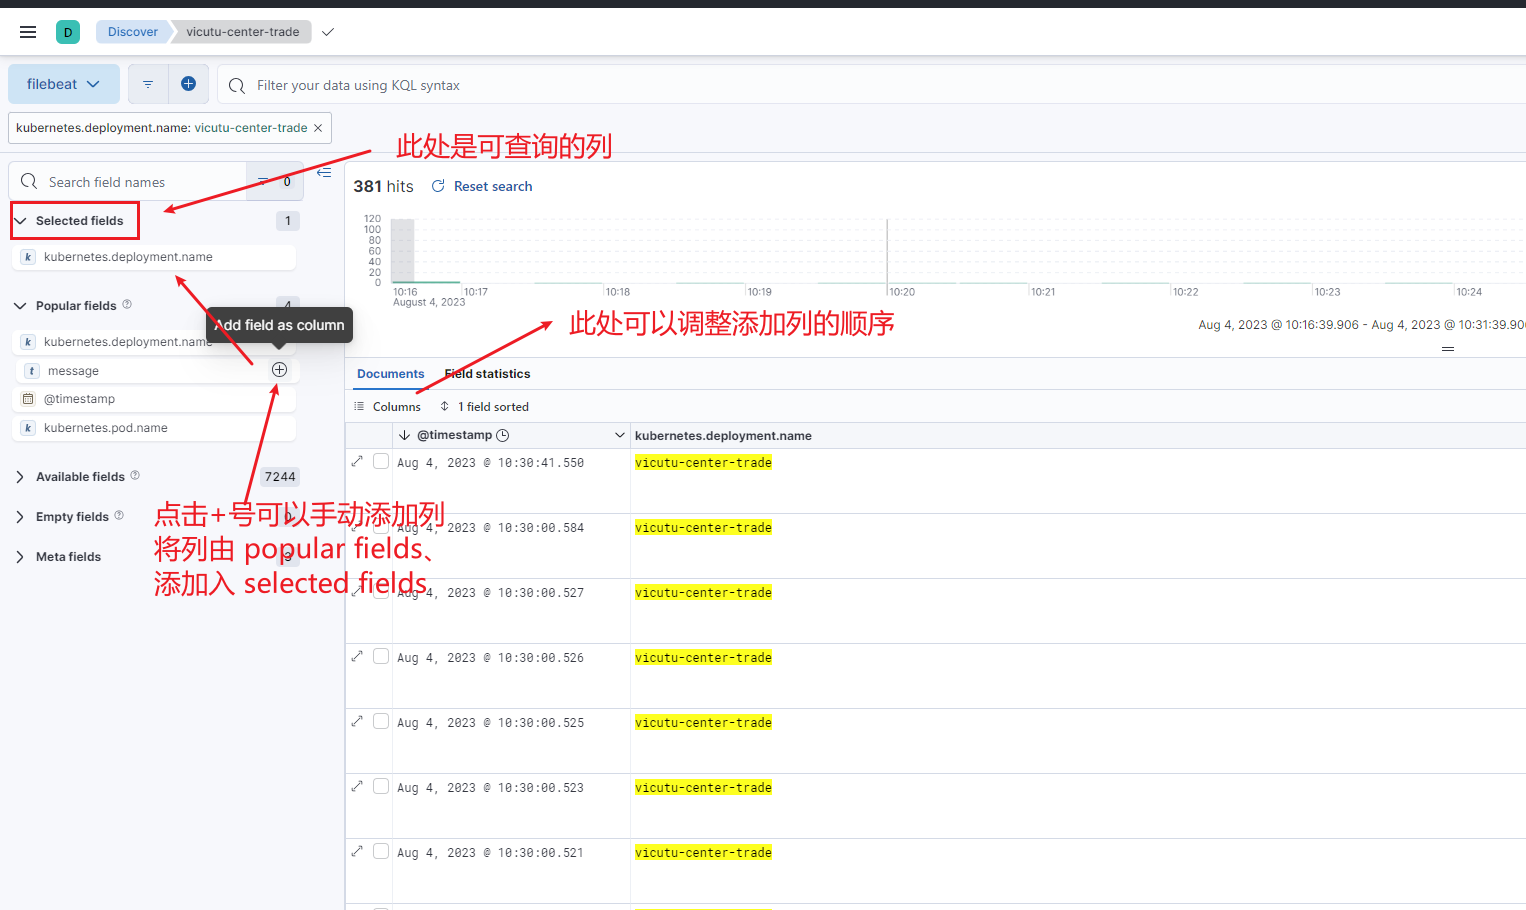 D
Discover
vicutu-center-trade
filebeat
Filter your data using KQL syntax
kubernetes.deployment.name: vicutu-center-trade ×
此处是可查询的列
Search field names
0
381 hits
Reset search
Selected fields
1
k kubernetes.deployment.name
120
100
80
60
40
20
0
10:16
August 4, 2023
10:17
10:18
10:19
10:20
10:21
10:22
10:23
10:24
Popular fields
4
Add field as column
此处可以调整添加列的顺序
Aug 4, 2023 @ 10:16:39.906 - Aug 4, 2023 @ 10:31:39.906
k kubernetes.deployment.name
t message
@timestamp
k kubernetes.pod.name
Documents
Field statistics
Columns
1 field sorted
@timestamp
kubernetes.deployment.name
Available fields
7244
Empty fields
0
Meta fields
3
点击+号可以手动添加列
将列由 popular fields、
添加入 selected fields
Aug 4, 2023 @ 10:30:41.550 vicutu-center-trade
Aug 4, 2023 @ 10:30:00.584 vicutu-center-trade
Aug 4, 2023 @ 10:30:00.527 vicutu-center-trade
Aug 4, 2023 @ 10:30:00.526 vicutu-center-trade
Aug 4, 2023 @ 10:30:00.525 vicutu-center-trade
Aug 4, 2023 @ 10:30:00.523 vicutu-center-trade
Aug 4, 2023 @ 10:30:00.521 vicutu-center-trade